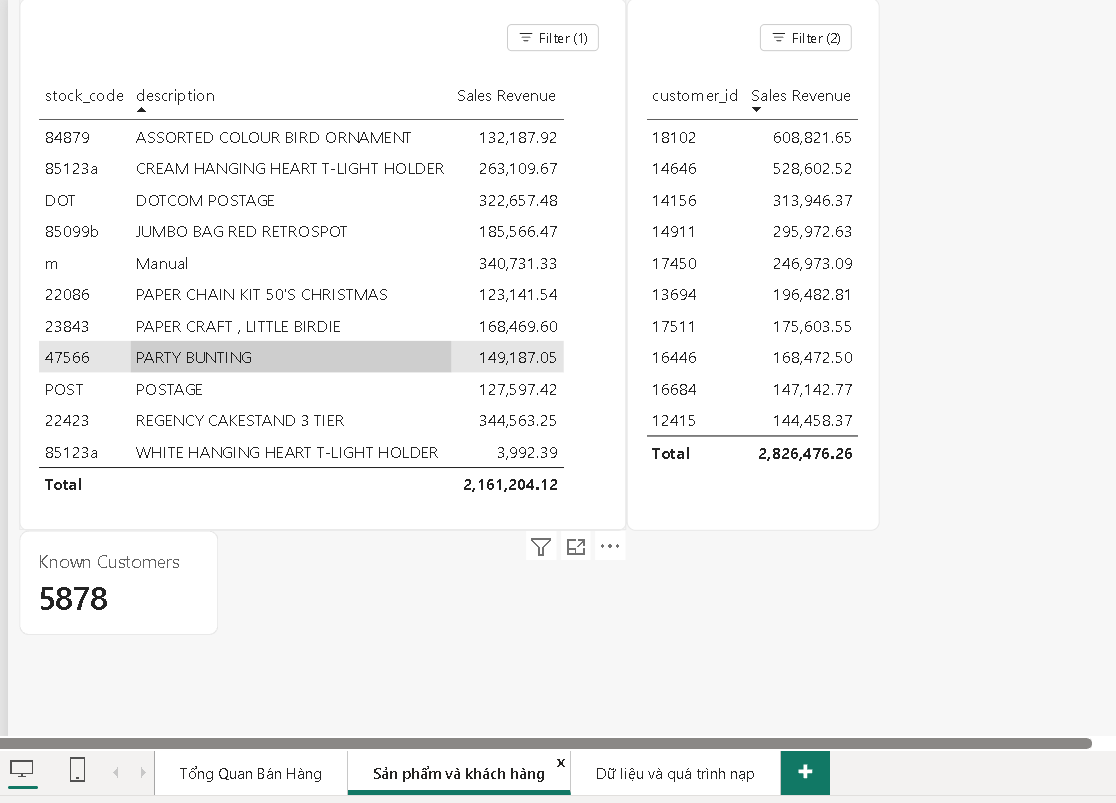 Filter (1)
stock_code description Sales Revenue
84879 ASSORTED COLOUR BIRD ORNAMENT 132,187.92
85123a CREAM HANGING HEART T-LIGHT HOLDER 263,109.67
DOT DOTCOM POSTAGE 322,657.48
85099b JUMBO BAG RED RETROSPOT 185,566.47
m Manual 340,731.33
22086 PAPER CHAIN KIT 50'S CHRISTMAS 123,141.54
23843 PAPER CRAFT , LITTLE BIRDIE 168,469.60
47566 PARTY BUNTING 149,187.05
POST POSTAGE 127,597.42
22423 REGENCY CAKESTAND 3 TIER 344,563.25
85123a WHITE HANGING HEART T-LIGHT HOLDER 3,992.39
Total 2,161,204.12
Filter (2)
customer_id Sales Revenue
18102 608,821.65
14646 528,602.52
14156 313,946.37
14911 295,972.63
17450 246,973.09
13694 196,482.81
17511 175,603.55
16446 168,472.50
16684 147,142.77
12415 144,458.37
Total 2,826,476.26
Known Customers
5878
Tổng Quan Bán Hàng Sản phẩm và khách hàng x Dữ liệu và quá trình nạp +